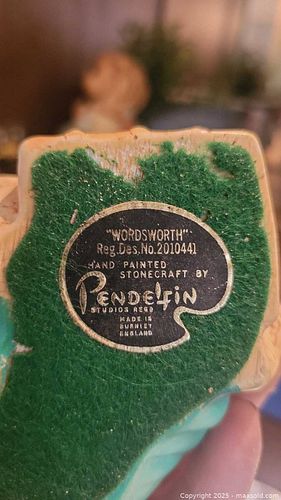 "WORDSWORTH"
Reg.Des.No.2010441
HAND PAINTED
STONECRAFT BY
PENDELFIN
STUDIOS REGD
MADE IN
BURNLEY
ENGLAND
Copyright 2025 - maxsold.com